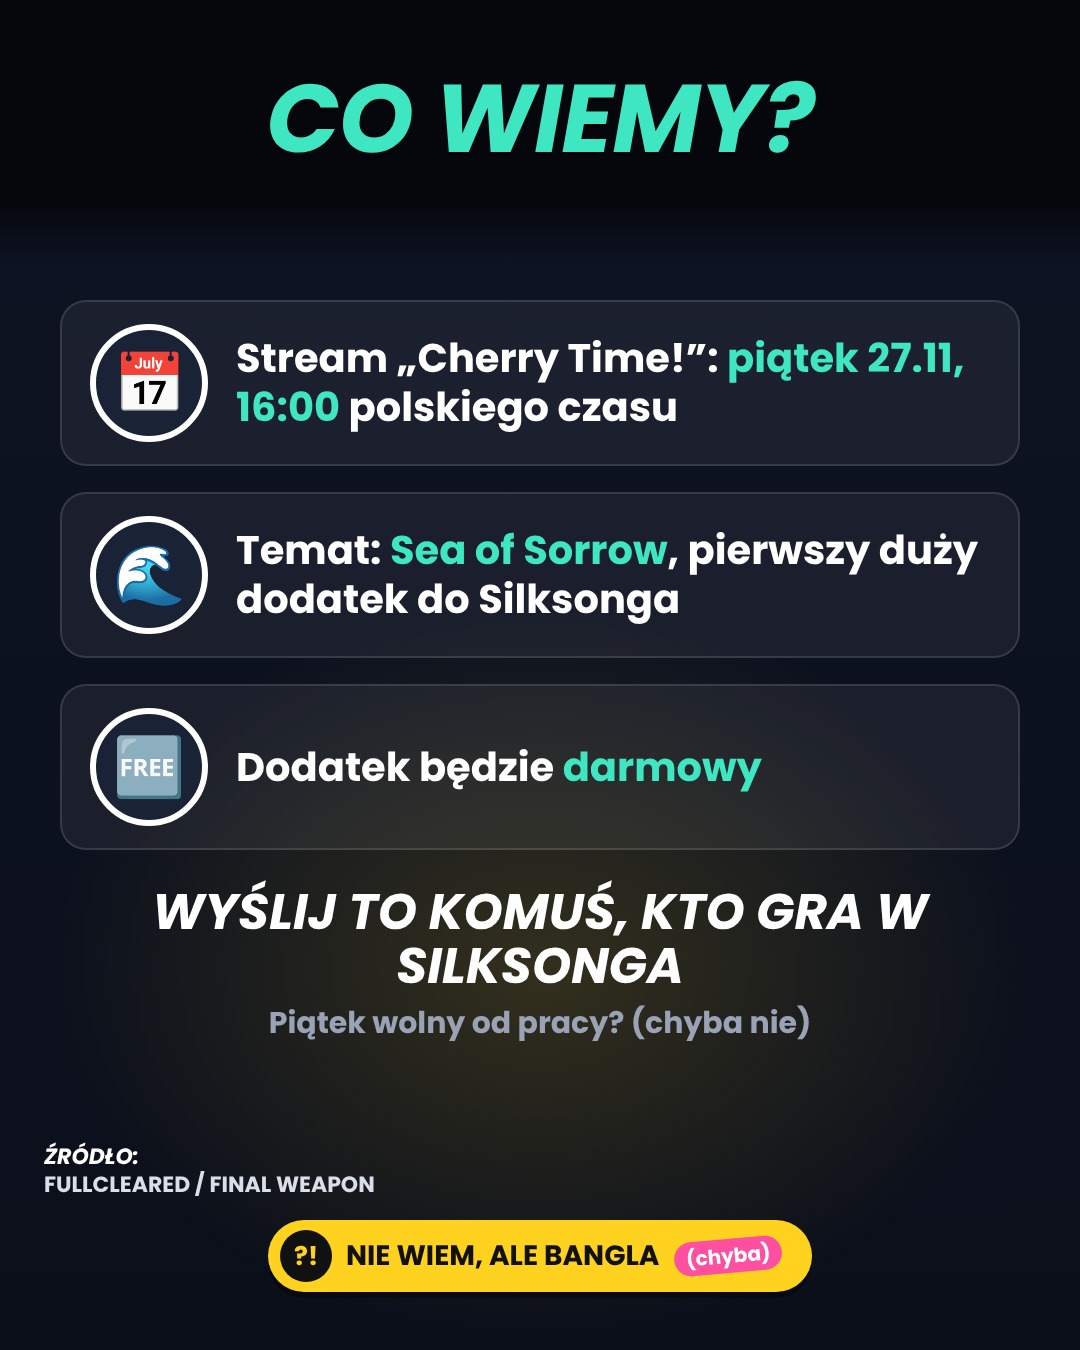 CO WIEMY?
July
17
Stream „Cherry Time!”: piątek 27.11,
16:00 polskiego czasu
Temat: Sea of Sorrow, pierwszy duży
dodatek do Silksonga
FREE
Dodatek będzie darmowy
WYŚLIJ TO KOMUŚ, KTO GRA W
SILKSONGA
Piątek wolny od pracy? (chyba nie)
ŹRÓDŁO:
FULLCLEARED / FINAL WEAPON
?! NIE WIEM, ALE BANGLA (chyba)